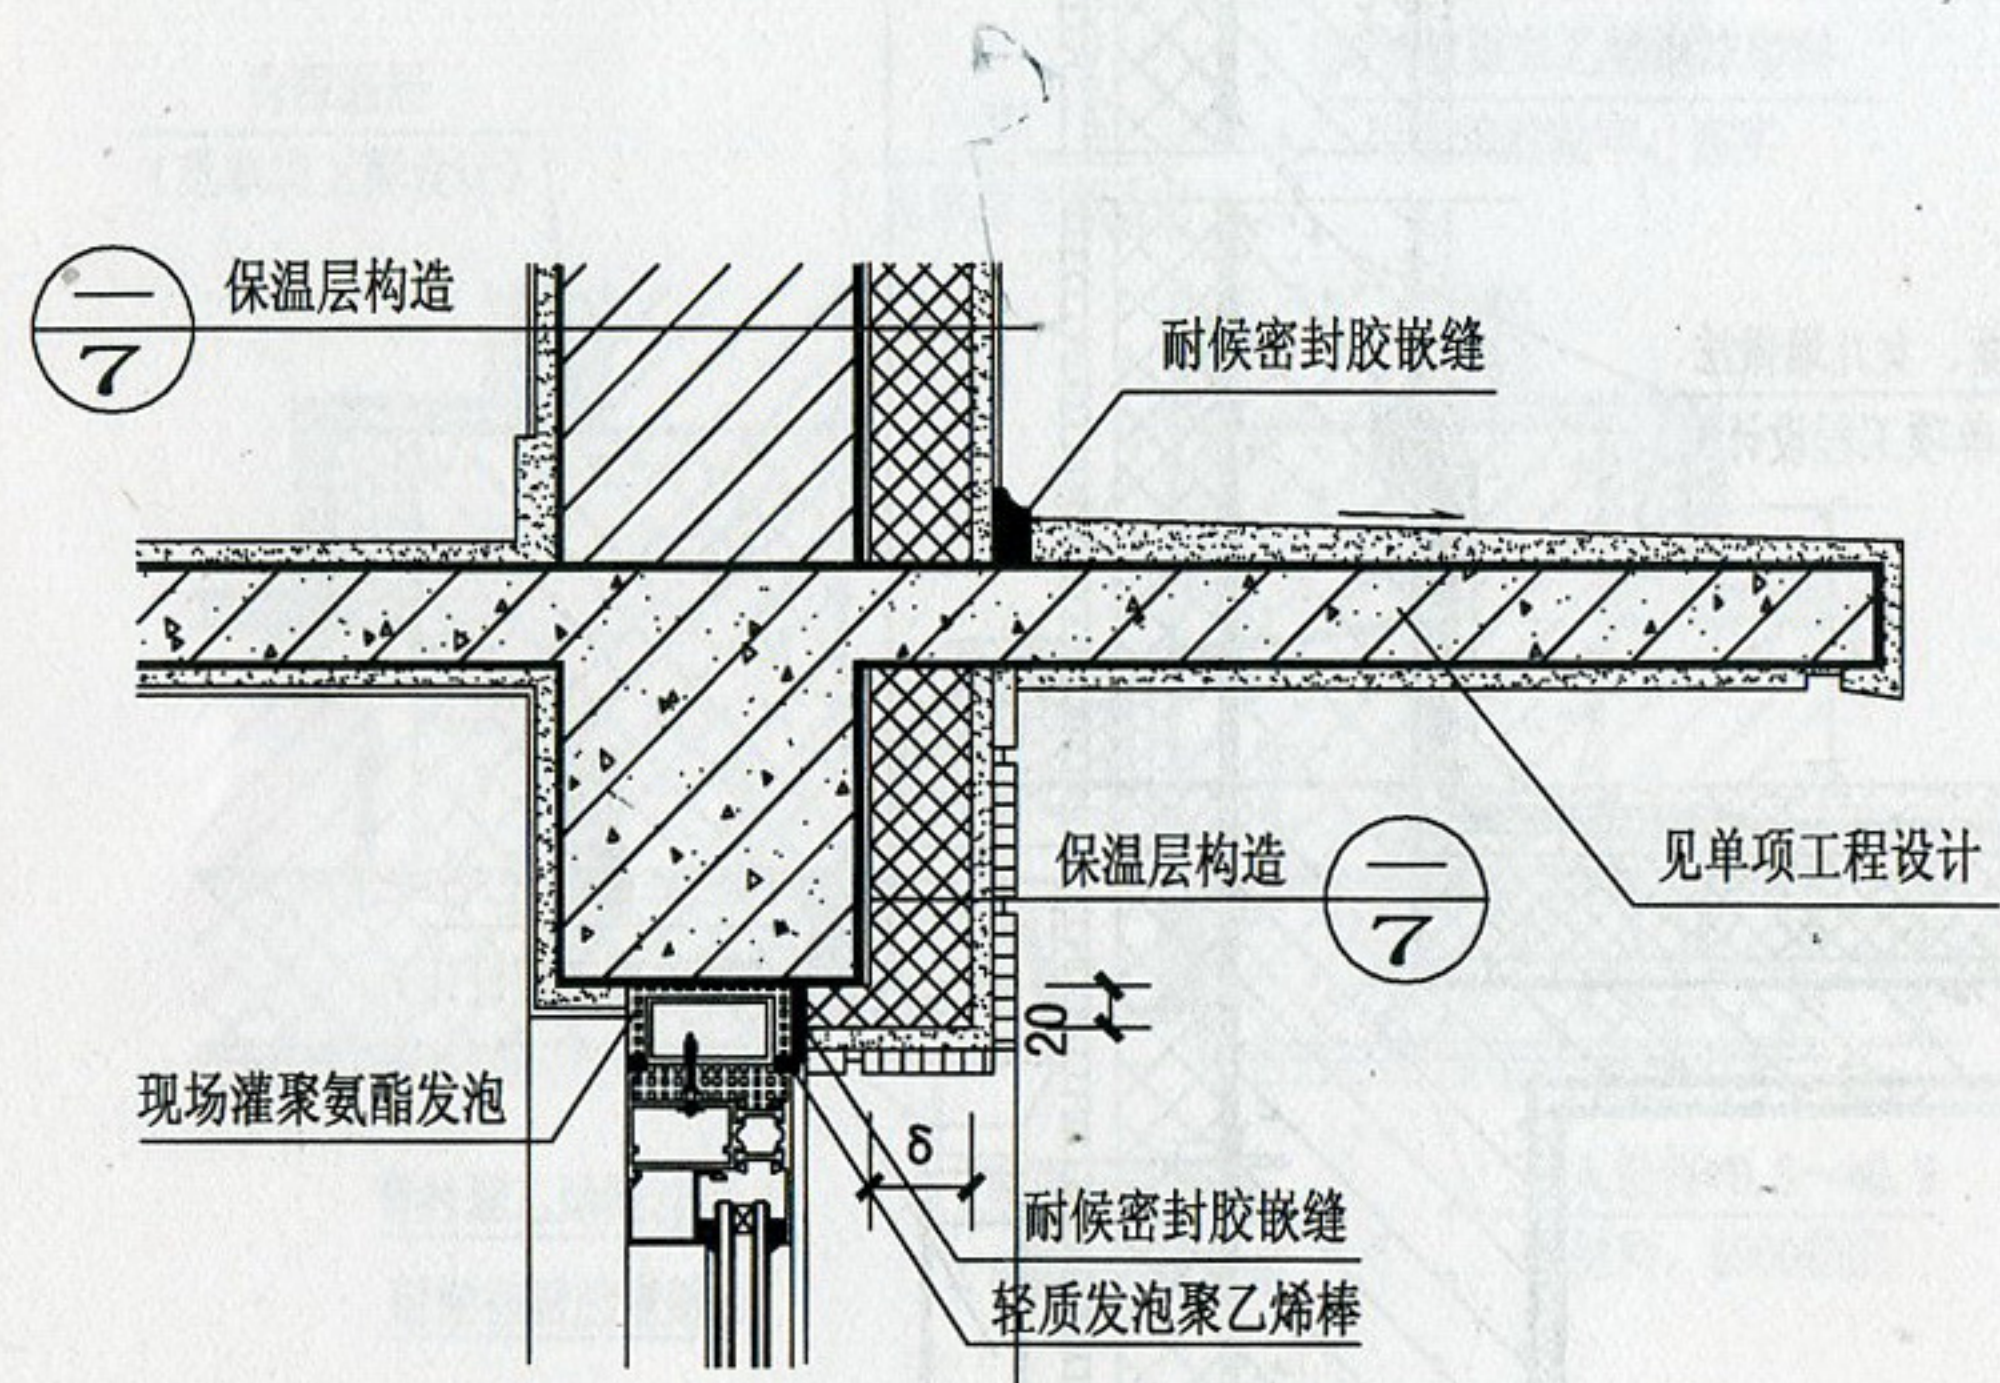 保温层构造
一
7
耐候密封胶嵌缝
保温层构造
一
7
见单项工程设计
20
现场灌聚氨酯发泡
δ
耐候密封胶嵌缝
轻质发泡聚乙烯棒